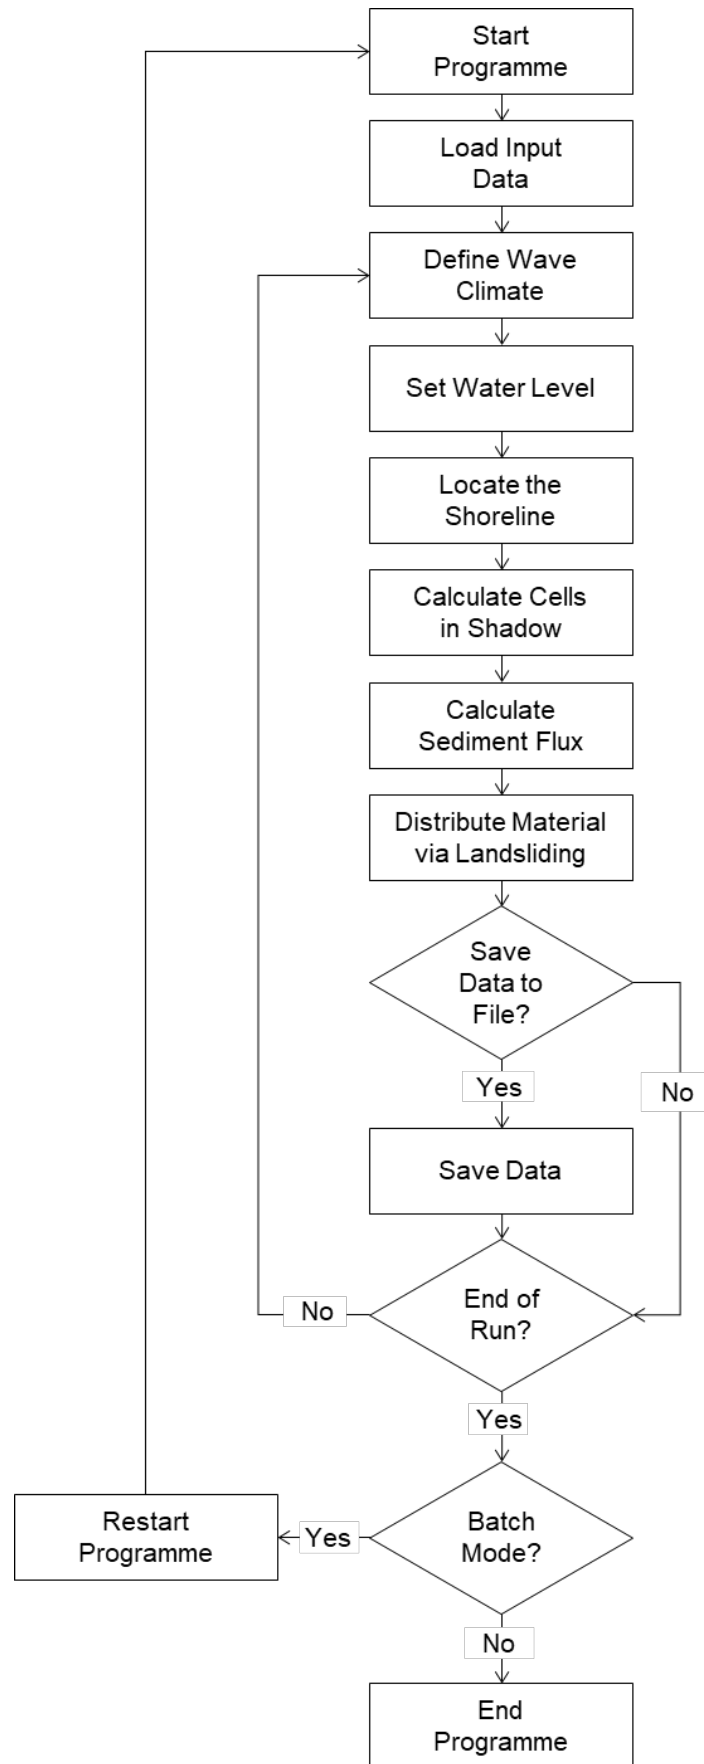 Start
Programme
Load Input
Data
Define Wave
Climate
Set Water Level
Locate the
Shoreline
Calculate Cells
in Shadow
Calculate
Sediment Flux
Distribute Material
via Landsliding
Save
Data to
File?
Yes
No
Save Data
End of
Run?
No
Yes
Batch
Mode?
Yes
Restart
Programme
No
End
Programme